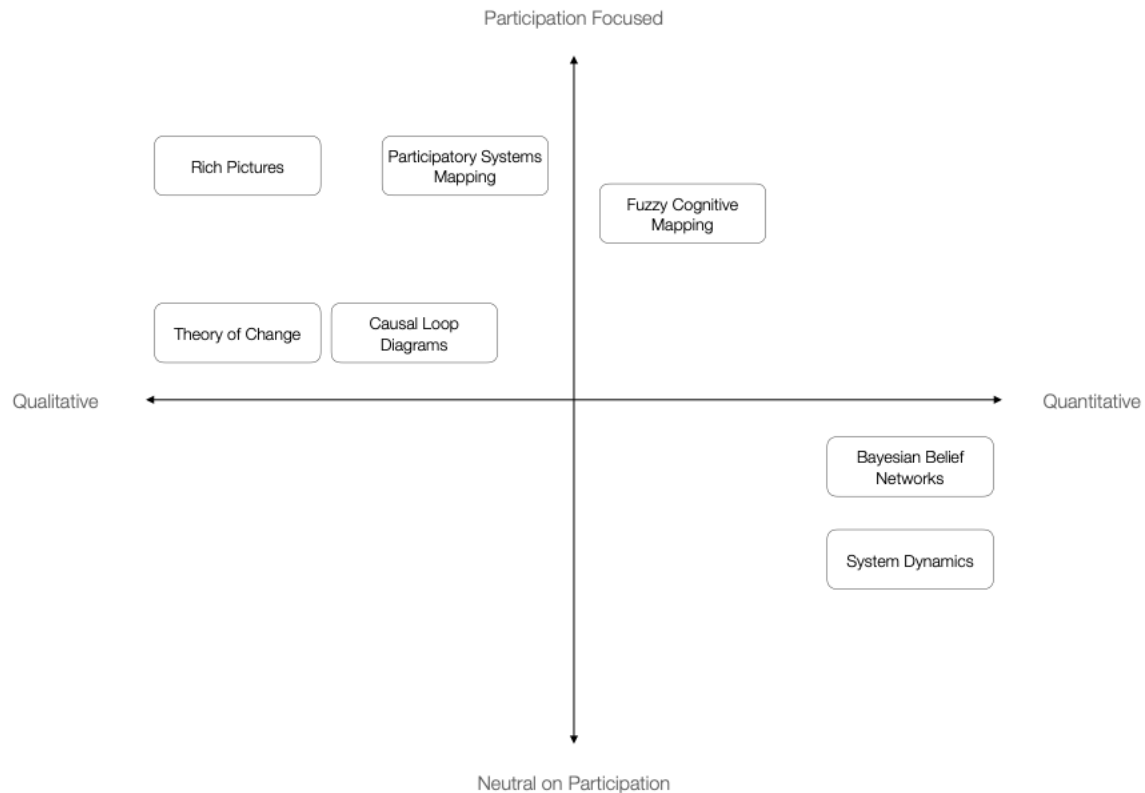 Participation Focused
Rich Pictures
Participatory Systems
Mapping
Fuzzy Cognitive
Mapping
Theory of Change
Causal Loop
Diagrams
Qualitative
Quantitative
Bayesian Belief
Networks
System Dynamics
Neutral on Participation